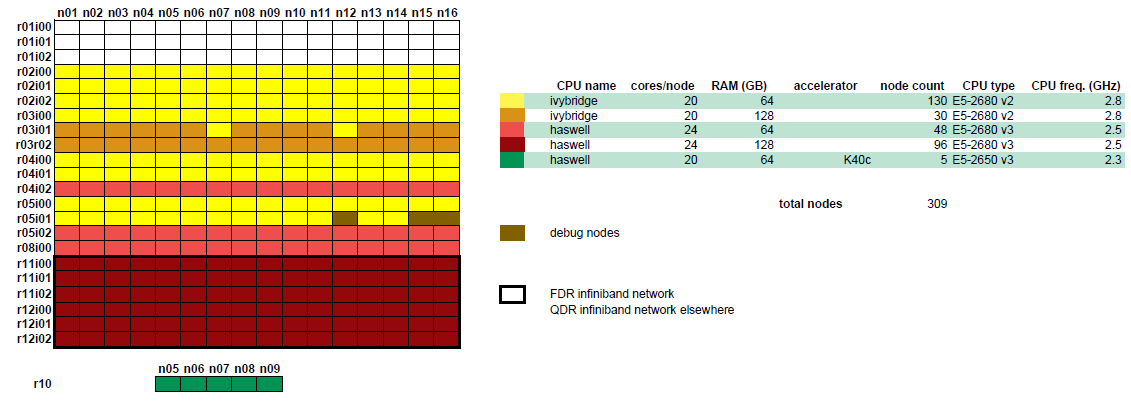 n01 n02 n03 n04 n05 n06 n07 n08 n09 n10 n11 n12 n13 n14 n15 n16
r01i00
r01i01
r01i02
r02i00
r02i01
r02i02
r03i00
r03i01
r03r02
r04i00
r04i01
r04i02
r05i00
r05i01
r05i02
r08i00
r11i00
r11i01
r11i02
r12i00
r12i01
r12i02
n05 n06 n07 n08 n09
r10
CPU name cores/node RAM (GB) accelerator node count CPU type CPU freq. (GHz)
ivybridge 20 64 130 E5-2680 v2 2.8
ivybridge 20 128 30 E5-2680 v2 2.8
haswell 24 64 48 E5-2680 v3 2.5
haswell 24 128 96 E5-2680 v3 2.5
haswell 20 64 K40c 5 E5-2650 v3 2.3
total nodes 309
debug nodes
FDR infiniband network
QDR infiniband network elsewhere